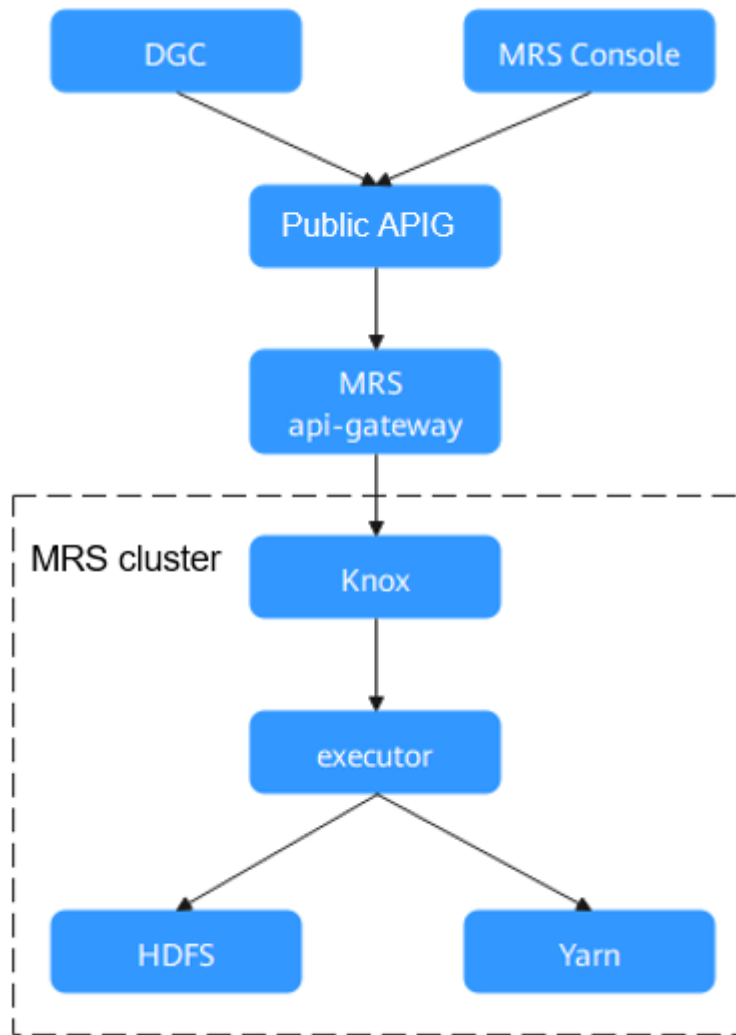 DGC
MRS Console
Public APIG
MRS
api-gateway
MRS cluster
Knox
executor
HDFS
Yarn